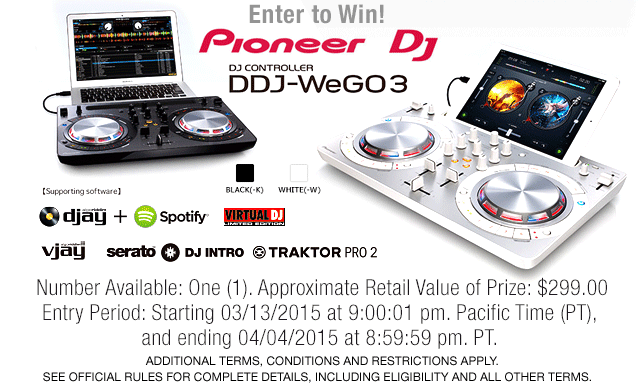 Enter to Win!
Pioneer Dj
DJ CONTROLLER
DDJ-WeGO3
BLACK(-K) WHITE(-W)
【Supporting software】
djay + Spotify
VIRTUAL DJ
LIMITED EDITION
vjay serato DJ INTRO TRAKTOR PRO 2
Number Available: One (1). Approximate Retail Value of Prize: $299.00
Entry Period: Starting 03/13/2015 at 9:00:01 pm. Pacific Time (PT),
and ending 04/04/2015 at 8:59:59 pm. PT.
ADDITIONAL TERMS, CONDITIONS AND RESTRICTIONS APPLY.
SEE OFFICIAL RULES FOR COMPLETE DETAILS, INCLUDING ELIGIBILITY AND ALL OTHER TERMS.